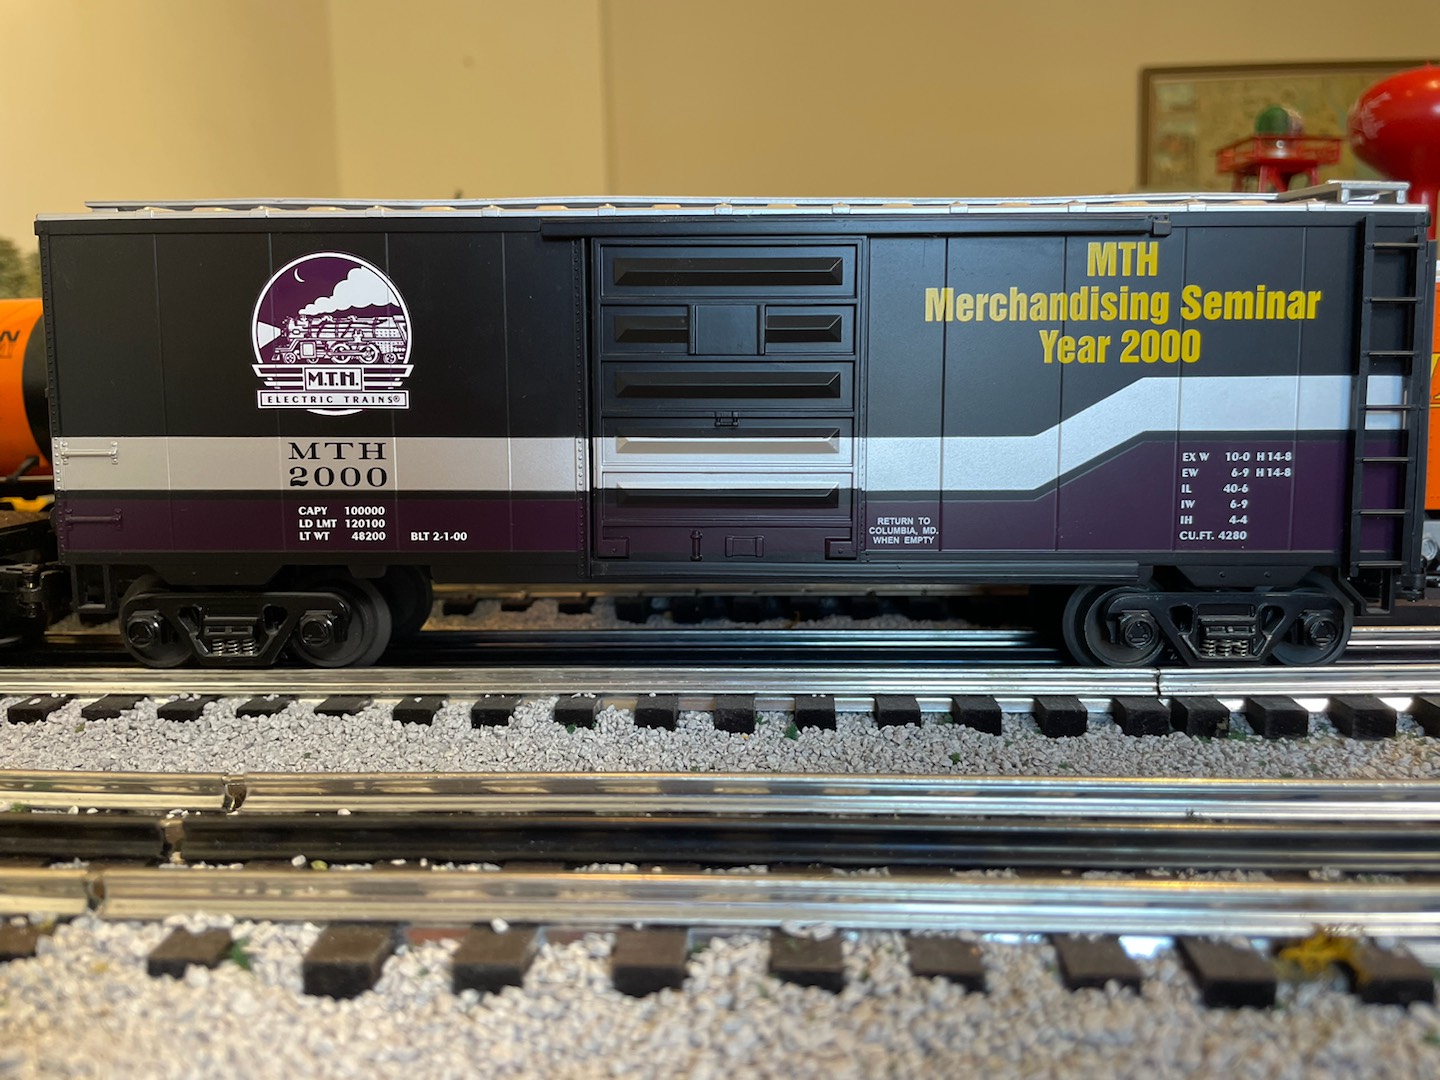 M.T.H.
ELECTRIC TRAINS®
MTH
2000
CAPY 100000
LD LMT 120100
LT WT 48200 BLT 2-1-00
MTH
Merchandising Seminar
Year 2000
EX W 10-0 H 14-8
EW 6-9 H 14-8
IL 40-6
IW 6-9
IH 4-4
CU.FT. 4280
RETURN TO
COLUMBIA, MD.
WHEN EMPTY